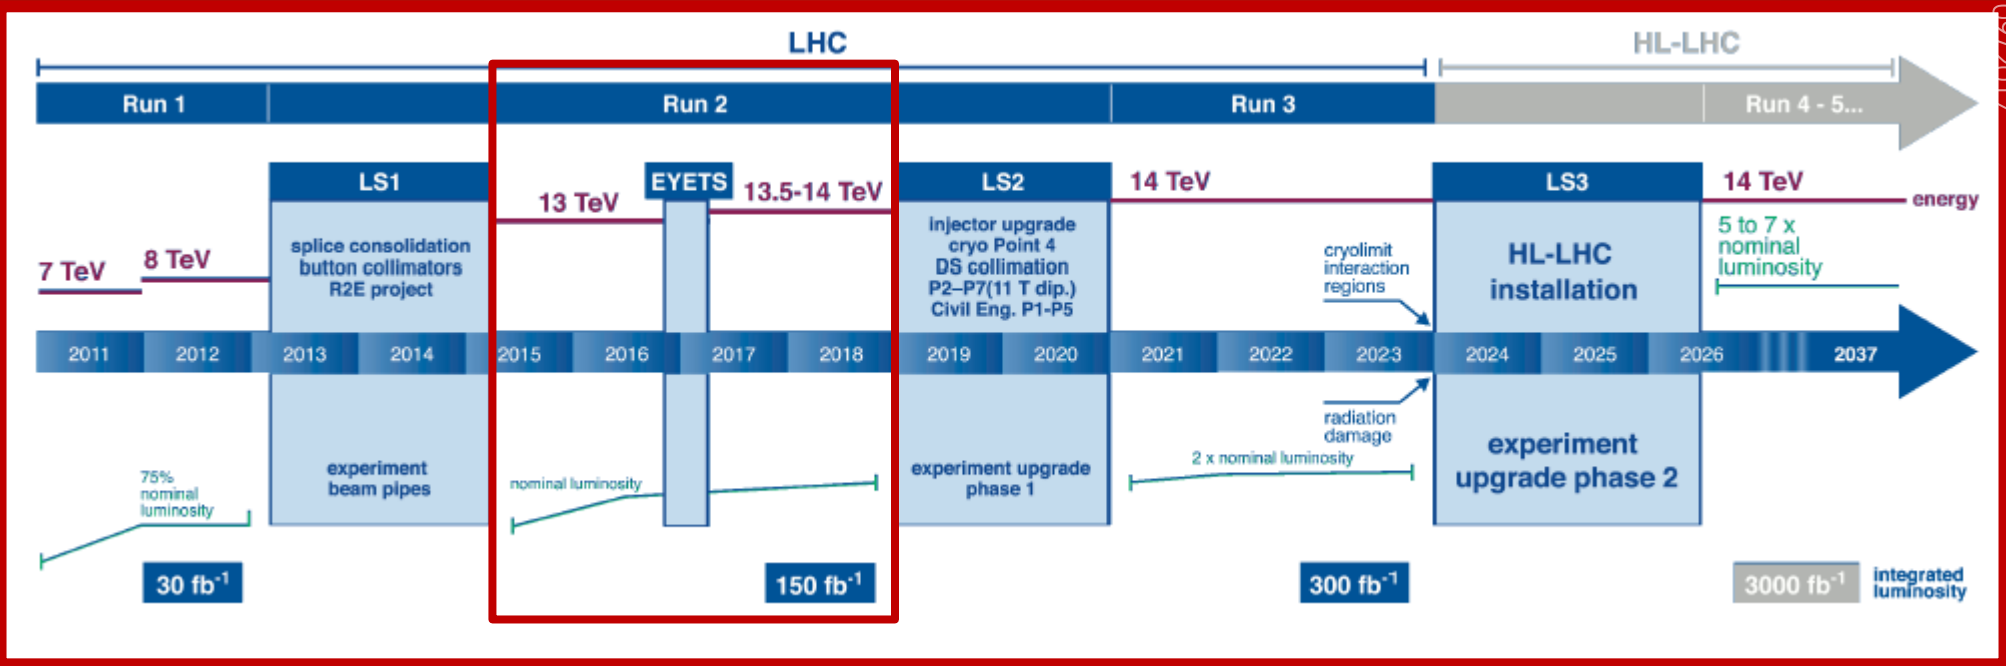 LHC
HL-LHC
Run 1
Run 2
Run 3
Run 4 - 5...
LS1
EYETS
LS2
LS3
7 TeV
8 TeV
13 TeV
13.5-14 TeV
14 TeV
14 TeV
energy
splice consolidation
button collimators
R2E project
injector upgrade
cryo Point 4
DS collimation
P2–P7(11 T dip.)
Civil Eng. P1-P5
cryolimit
interaction
regions
HL-LHC
installation
5 to 7 x
nominal
luminosity
2011 2012 2013 2014 2015 2016 2017 2018 2019 2020 2021 2022 2023 2024 2025 2026 2037
75%
nominal
luminosity
experiment
beam pipes
nominal luminosity
experiment upgrade
phase 1
radiation
damage
2 x nominal luminosity
experiment
upgrade phase 2
30 fb⁻¹
150 fb⁻¹
300 fb⁻¹
3000 fb⁻¹
integrated
luminosity